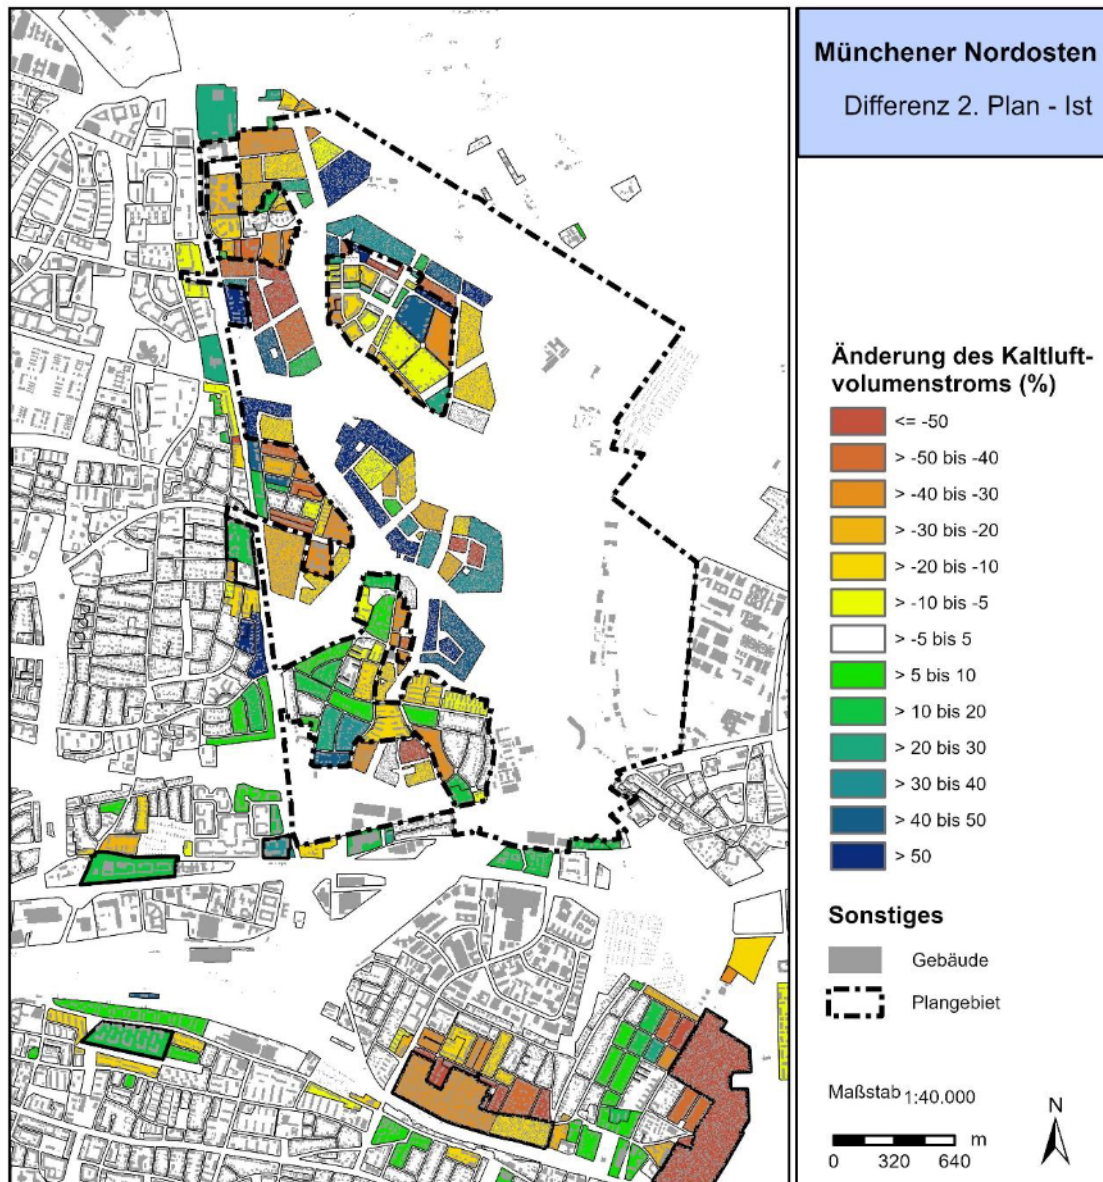 Münchener Nordosten
Differenz 2. Plan - Ist
Änderung des Kaltluft-
volumenstroms (%)
<= -50
> -50 bis -40
> -40 bis -30
> -30 bis -20
> -20 bis -10
> -10 bis -5
> -5 bis 5
> 5 bis 10
> 10 bis 20
> 20 bis 30
> 30 bis 40
> 40 bis 50
> 50
Sonstiges
Gebäude
Plangebiet
Maßstab 1:40.000
N
m
0 320 640